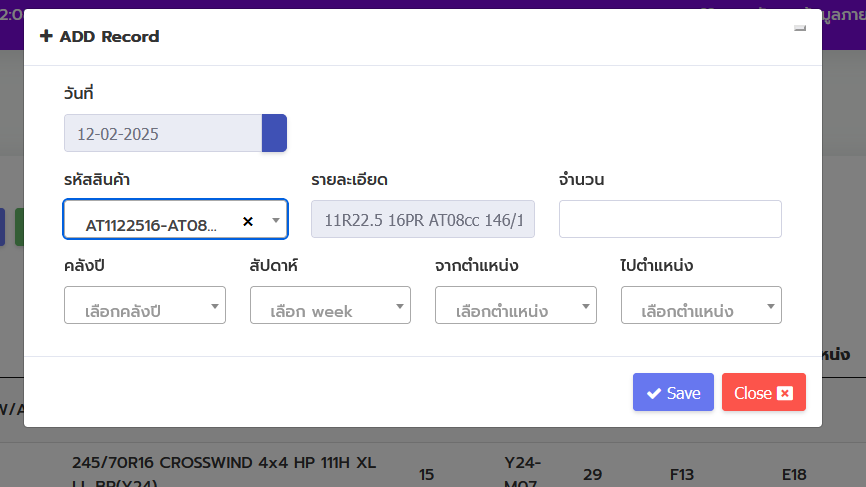 ADD Record
วันที่
12-02-2025
รหัสสินค้า
รายละเอียด
จำนวน
AT1122516-AT08...
11R22.5 16PR AT08cc 146/1
คลังปี
สัปดาห์
จากตำแหน่ง
ไปตำแหน่ง
เลือกคลังปี
เลือก week
เลือกตำแหน่ง
เลือกตำแหน่ง
Save
Close
245/70R16 CROSSWIND 4x4 HP 111H XL
15
Y24-
29
F13
E18